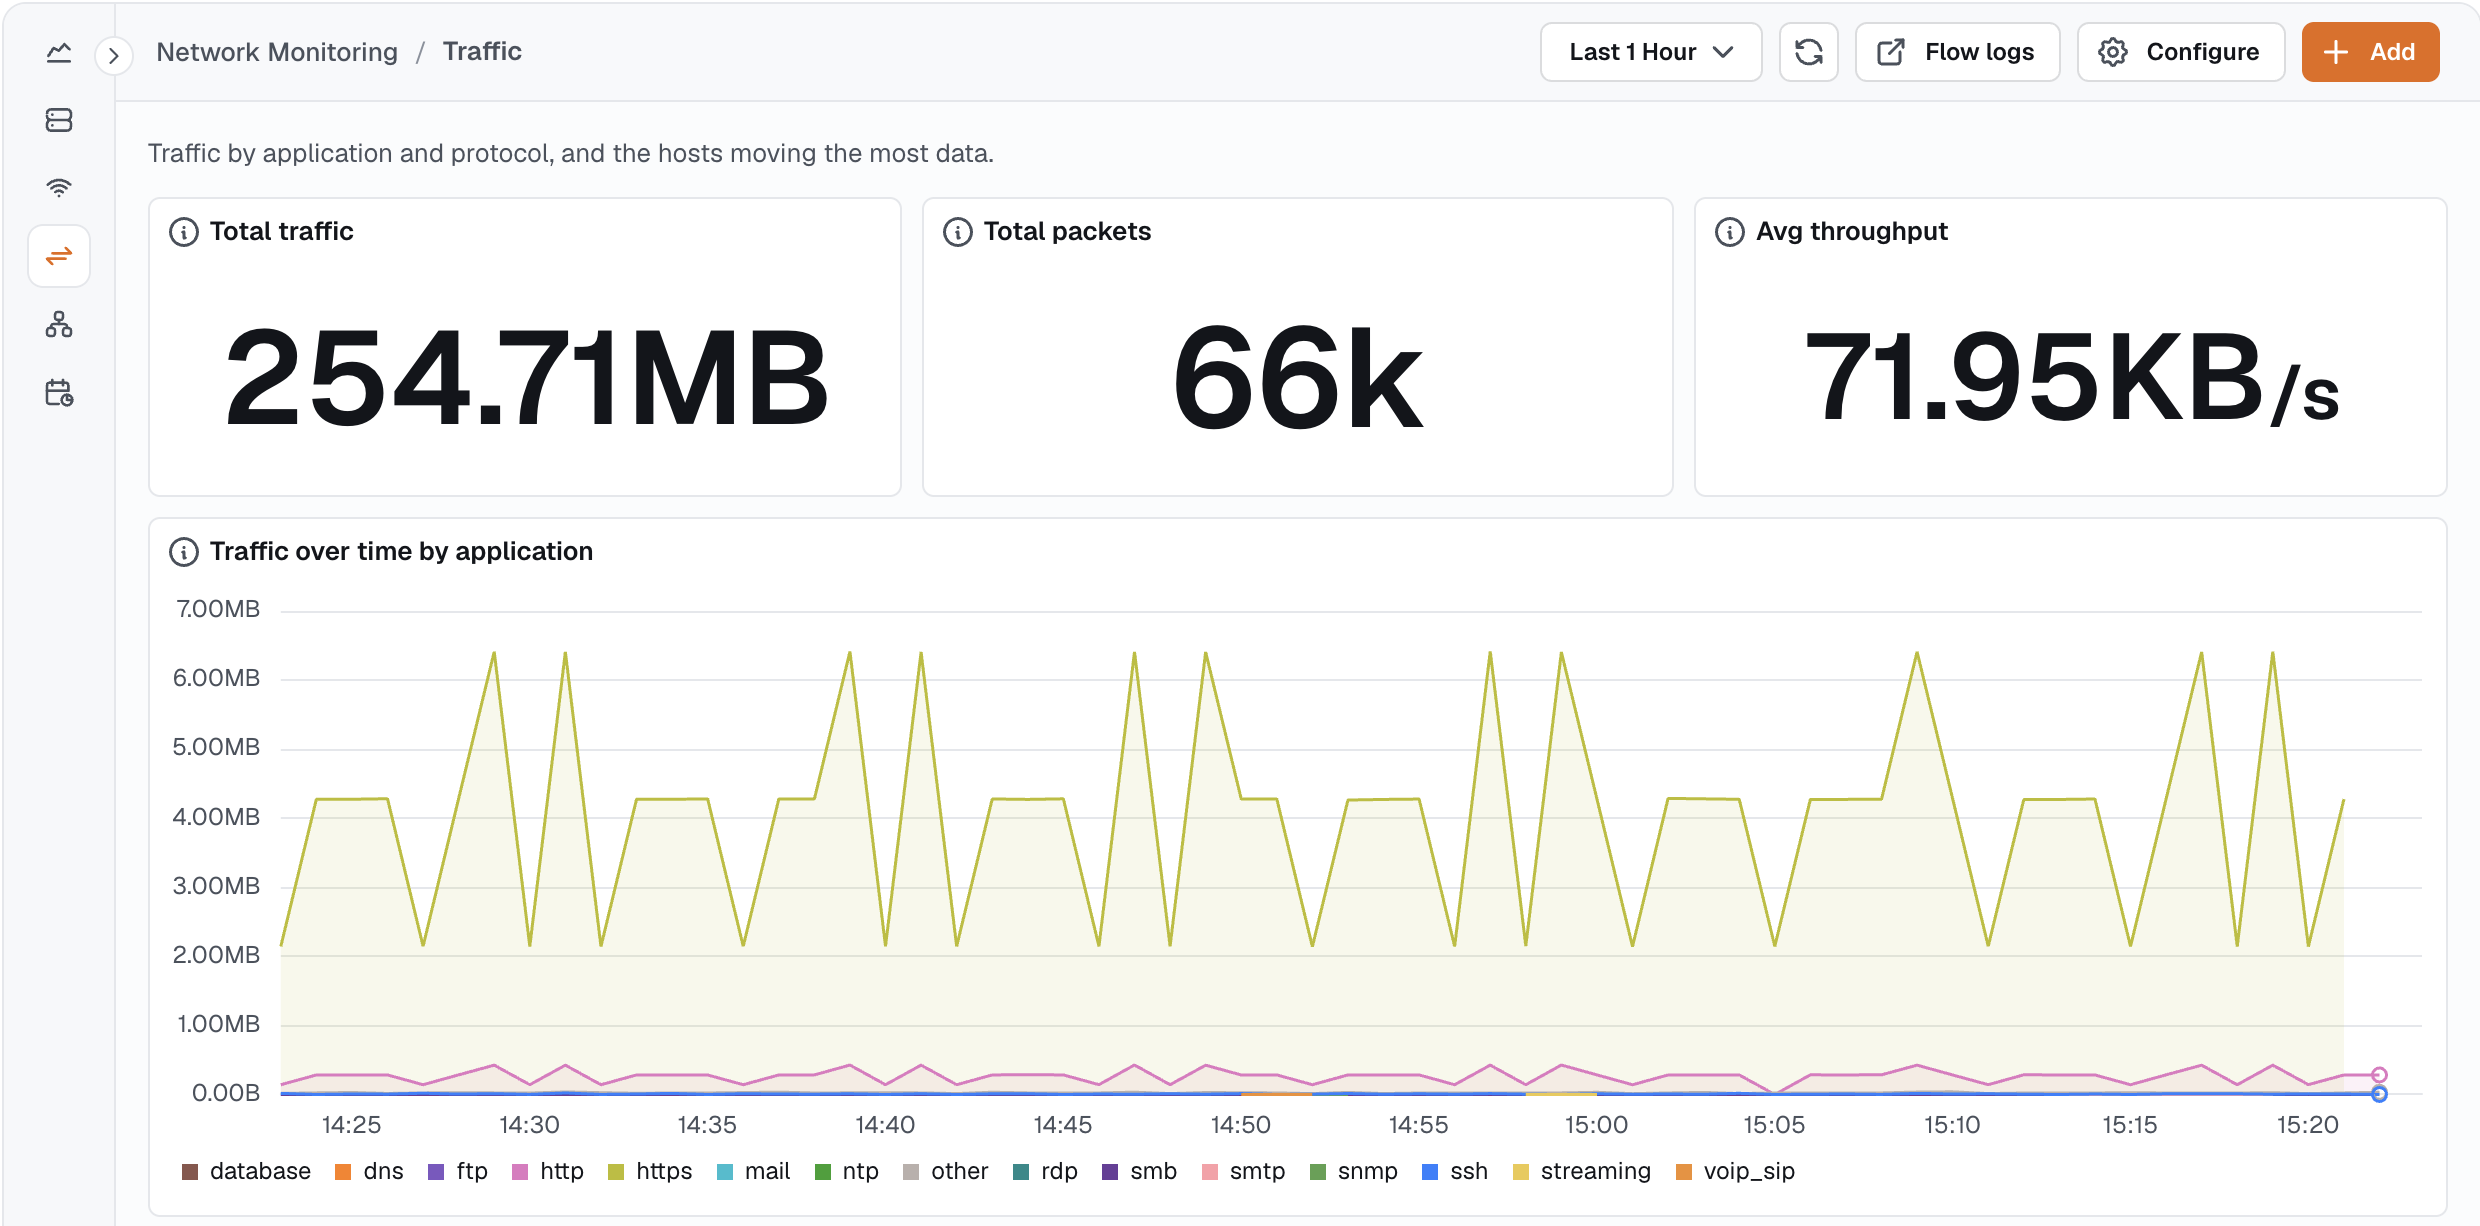 Network Monitoring / Traffic
Last 1 Hour
Flow logs
Configure
Add
Traffic by application and protocol, and the hosts moving the most data.
Total traffic
254.71MB
Total packets
66k
Avg throughput
71.95KB/s
Traffic over time by application
7.00MB
6.00MB
5.00MB
4.00MB
3.00MB
2.00MB
1.00MB
0.00B
14:25 14:30 14:35 14:40 14:45 14:50 14:55 15:00 15:05 15:10 15:15 15:20
database dns ftp http https mail ntp other rdp smb smtp snmp ssh streaming voip_sip